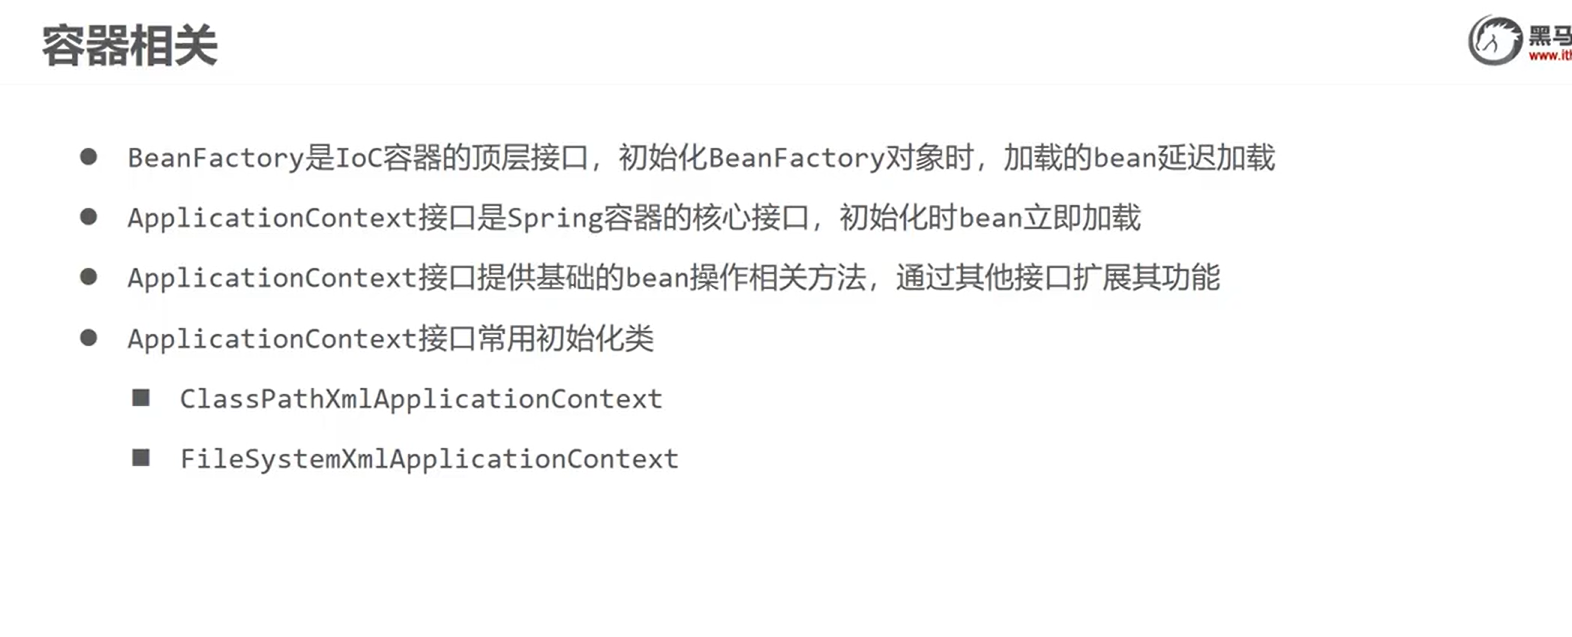 容器相关
黑马
www.ith
BeanFactory是IoC容器的顶层接口，初始化BeanFactory对象时，加载的bean延迟加载
ApplicationContext接口是Spring容器的核心接口，初始化时bean立即加载
ApplicationContext接口提供基础的bean操作相关方法，通过其他接口扩展其功能
ApplicationContext接口常用初始化类
ClassPathXmlApplicationContext
FileSystemXmlApplicationContext